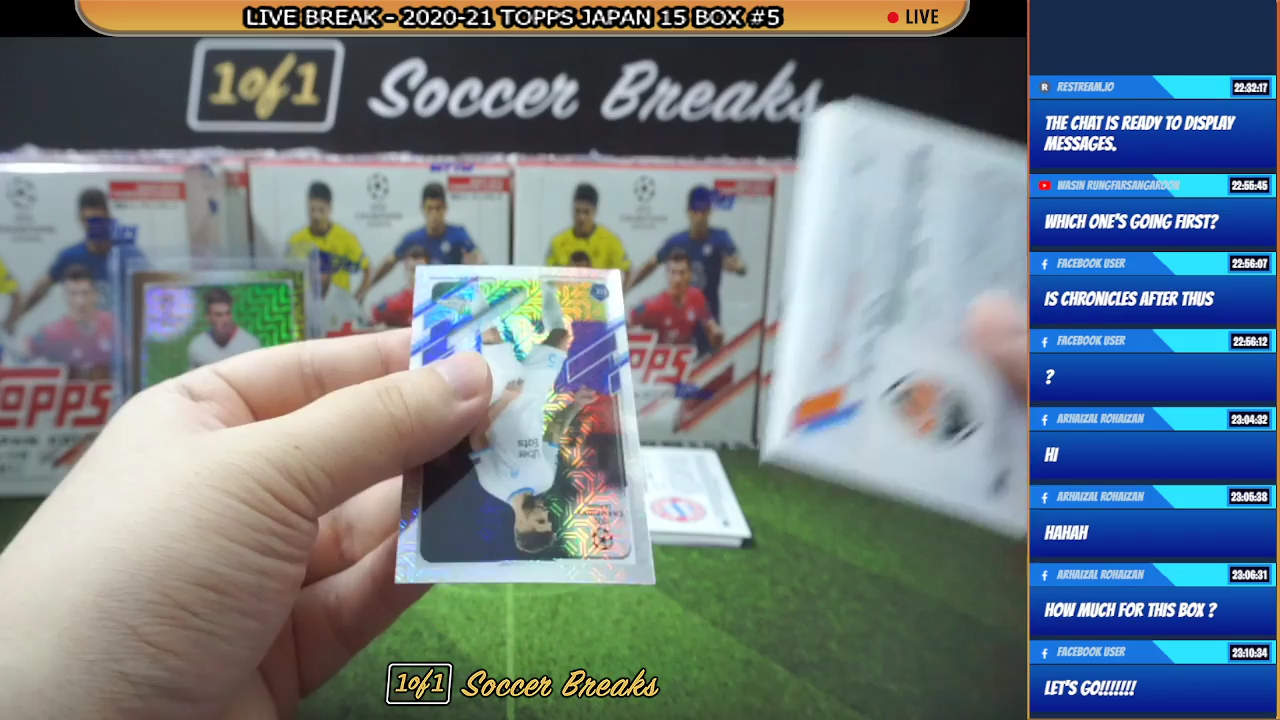 LIVE BREAK - 2020-21 TOPPS JAPAN 15 BOX #5
LIVE
1of1 Soccer Breaks
RESTREAM.IO
22:32:17
THE CHAT IS READY TO DISPLAY
MESSAGES.
WASIN RUNGFARSANGAROON
22:55:45
WHICH ONE'S GOING FIRST?
FACEBOOK USER
22:56:07
IS CHRONICLES AFTER THUS
FACEBOOK USER
22:56:12
?
ARHAIZAL ROHAIZAN
23:04:32
HI
ARHAIZAL ROHAIZAN
23:05:38
HAHAH
ARHAIZAL ROHAIZAN
23:06:31
HOW MUCH FOR THIS BOX ?
FACEBOOK USER
23:10:34
LET'S GO!!!!!!!
TOPPS
TOPPS
Uber
Eats
1of1 Soccer Breaks